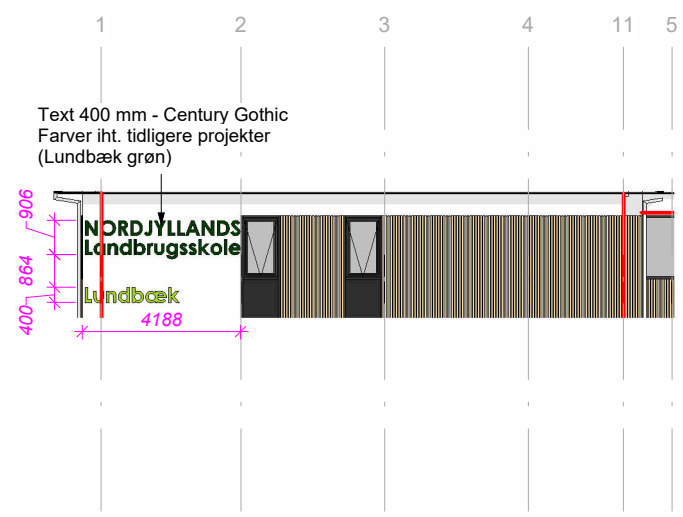 1 2 3 4 11 5
Text 400 mm - Century Gothic
Farver iht. tidligere projekter
(Lundbæk grøn)
906
NORDJYLLANDS
Landbrugsskole
864
Lundbæk
400
4188